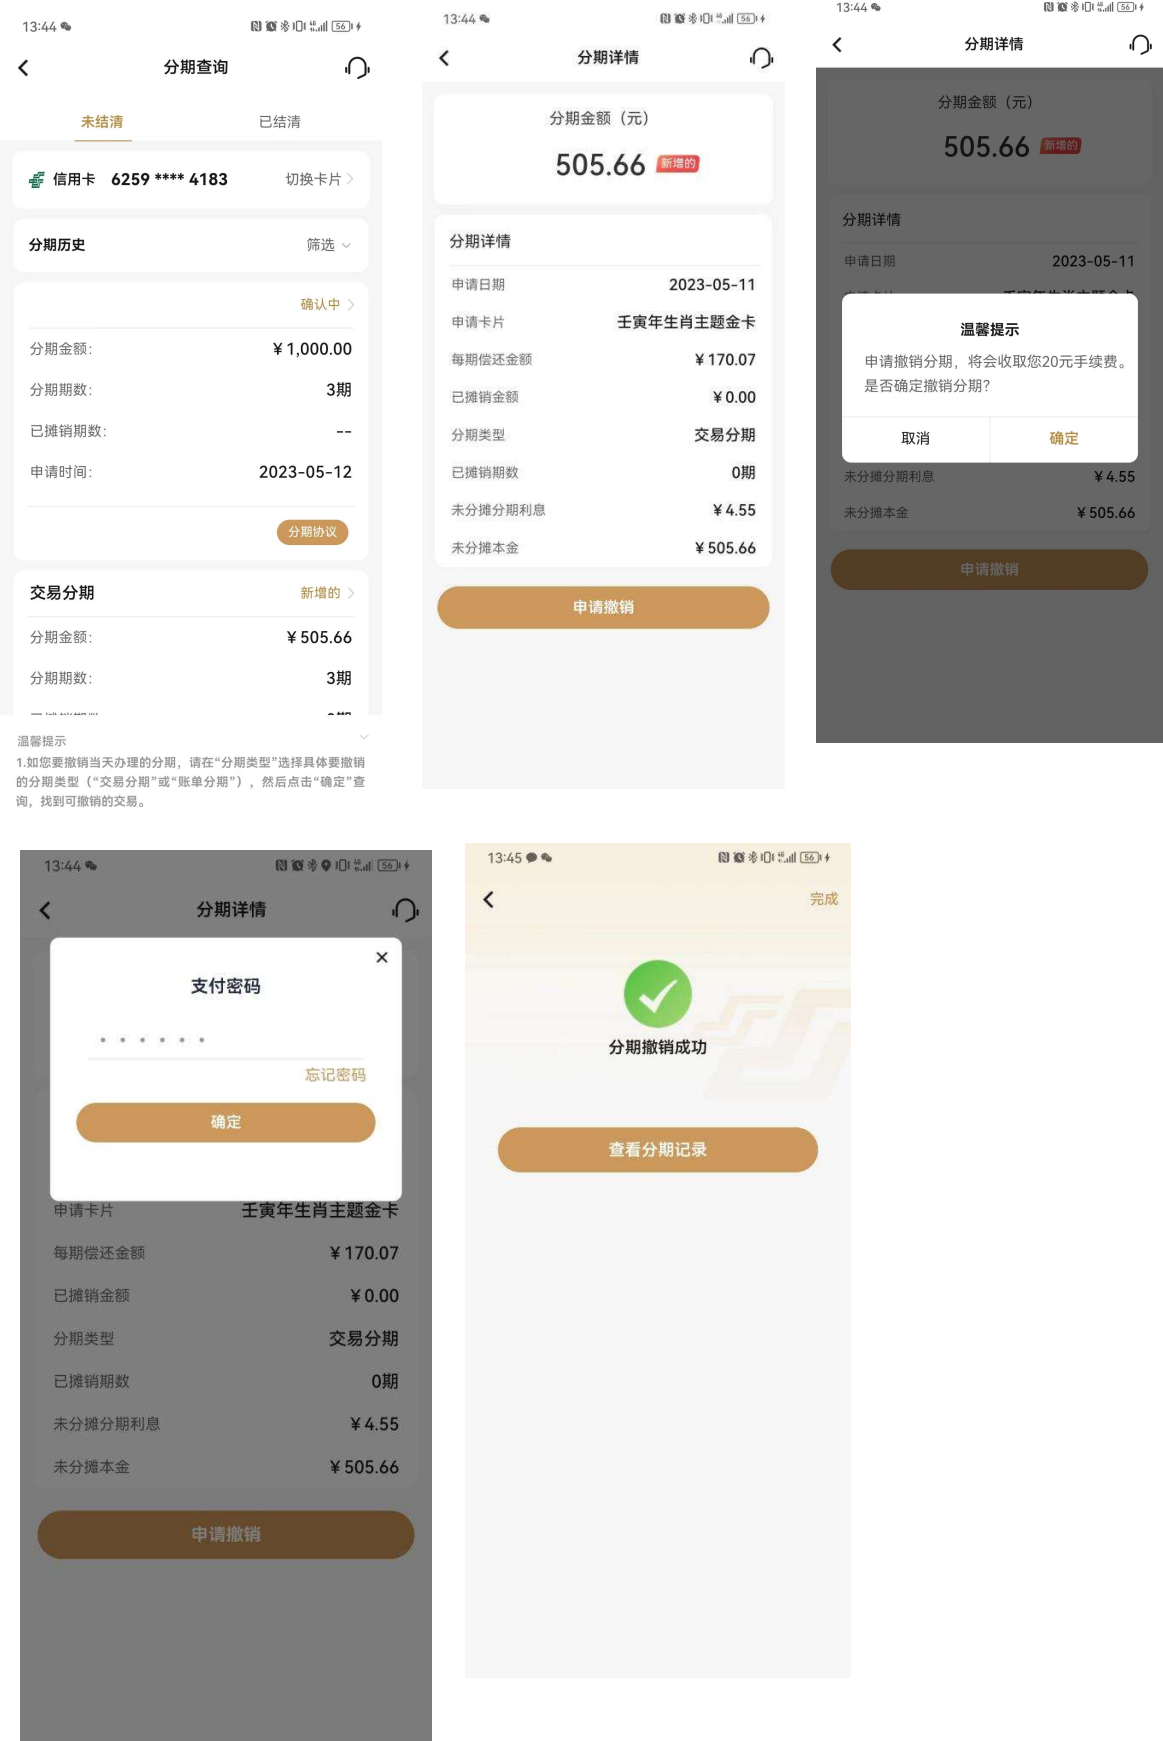 13:44
56
分期查询
未结清
已结清
信用卡 6259 **** 4183 切换卡片
分期历史 筛选
确认中
分期金额: ¥1,000.00
分期期数: 3期
已摊销期数: --
申请时间: 2023-05-12
分期协议
交易分期 新增的
分期金额: ¥505.66
分期期数: 3期
温馨提示
1.如您要撤销当天办理的分期，请在“分期类型”选择具体要撤销
的分期类型（“交易分期”或“账单分期”），然后点击“确定”查
询，找到可撤销的交易。
13:44
56
分期详情
分期金额（元）
505.66 新增的
分期详情
申请日期 2023-05-11
申请卡片 壬寅年生肖主题金卡
每期偿还金额 ¥170.07
已摊销金额 ¥0.00
分期类型 交易分期
已摊销期数 0期
未分摊分期利息 ¥4.55
未分摊本金 ¥505.66
申请撤销
13:44
56
分期详情
分期金额（元）
505.66 新增的
分期详情
申请日期 2023-05-11
温馨提示
申请撤销分期，将会收取您20元手续费。
是否确定撤销分期?
取消 确定
未分摊分期利息 ¥4.55
未分摊本金 ¥505.66
申请撤销
13:44
56
分期详情
支付密码
忘记密码
确定
申请卡片 壬寅年生肖主题金卡
每期偿还金额 ¥170.07
已摊销金额 ¥0.00
分期类型 交易分期
已摊销期数 0期
未分摊分期利息 ¥4.55
未分摊本金 ¥505.66
申请撤销
13:45
56
完成
分期撤销成功
查看分期记录